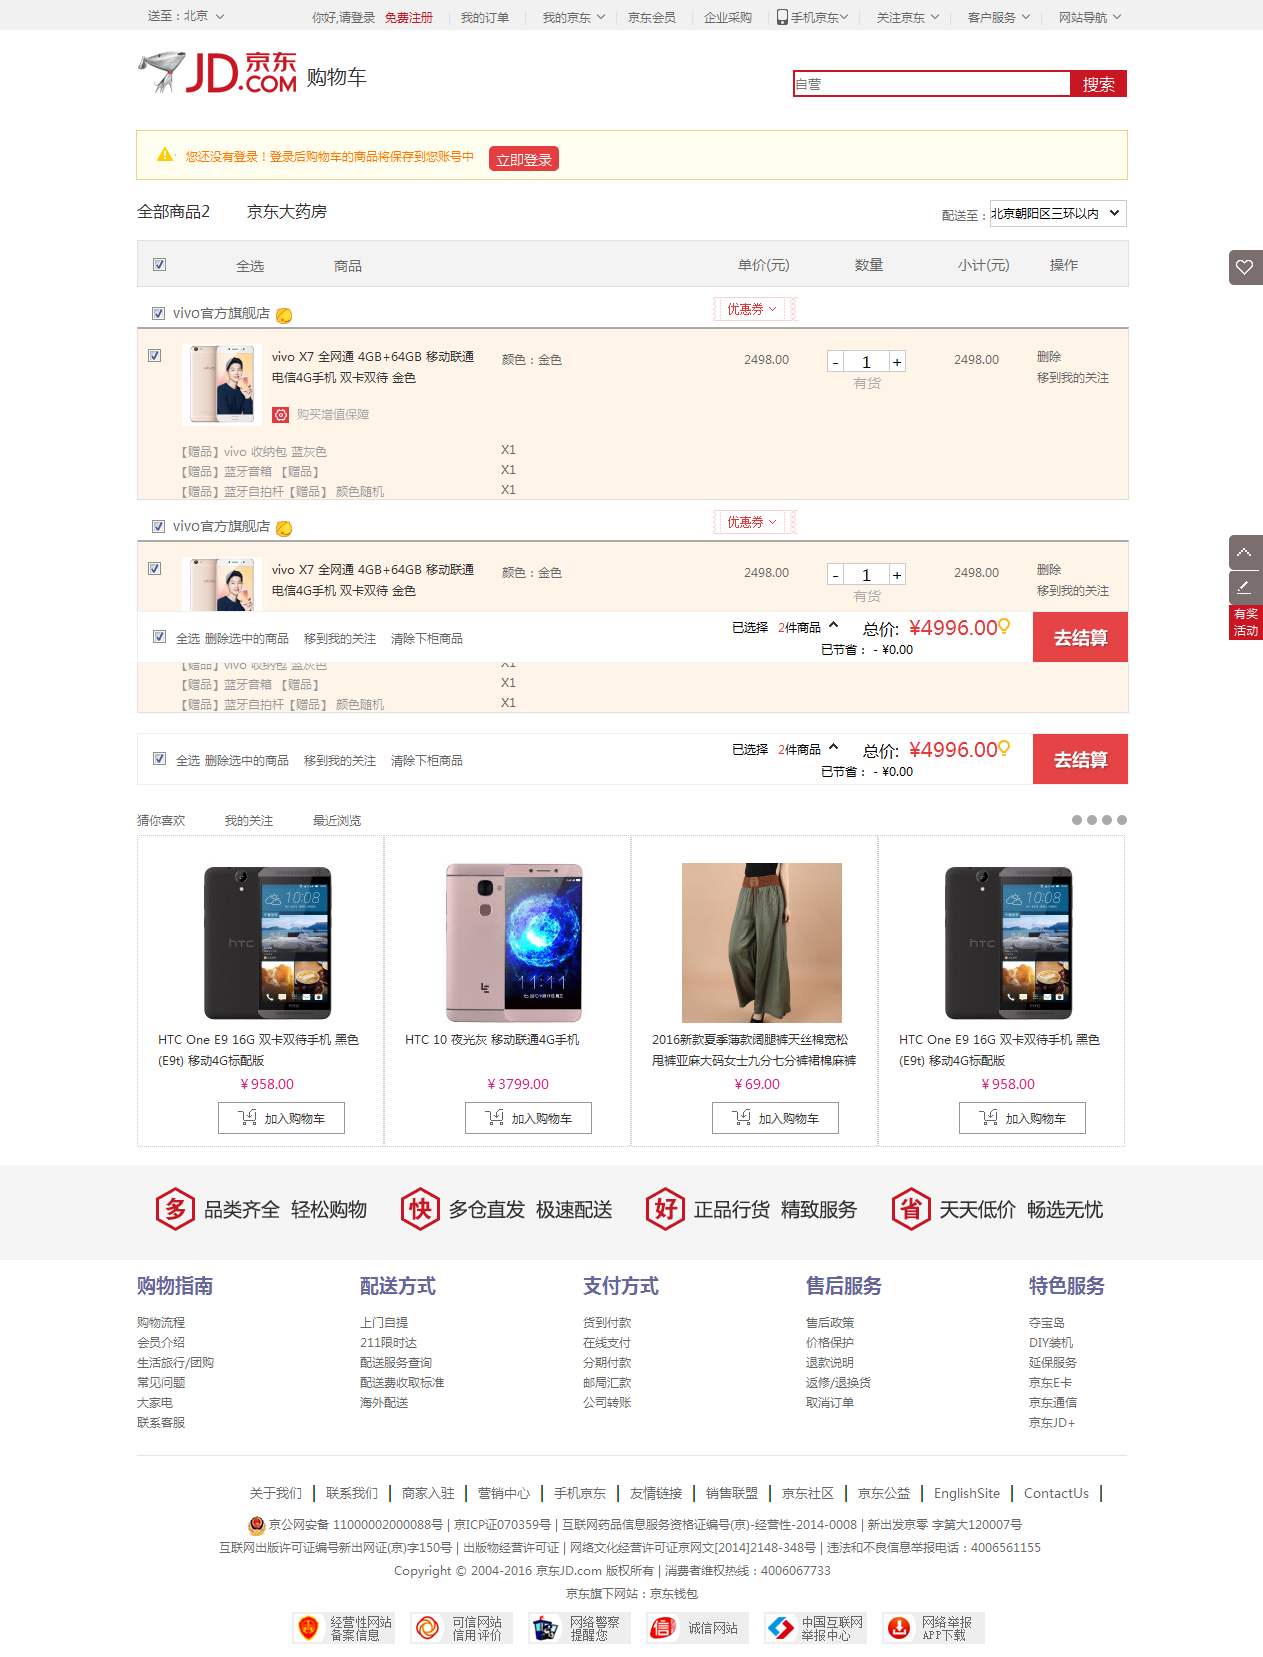 送至：北京
你好,请登录 免费注册 我的订单 我的京东 京东会员 企业采购 手机京东 关注京东 客户服务 网站导航
JD.COM 京东 购物车
自营 搜索
您还没有登录！登录后购物车的商品将保存到您账号中 立即登录
全部商品2 京东大药房
配送至： 北京朝阳区三环以内
全选 商品 单价(元) 数量 小计(元) 操作
vivo官方旗舰店 优惠券
vivo X7 全网通 4GB+64GB 移动联通 颜色：金色 2498.00 - 1 + 2498.00 删除
电信4G手机 双卡双待 金色 有货 移到我的关注
购买增值保障
【赠品】vivo 收纳包 蓝灰色 X1
【赠品】蓝牙音箱 【赠品】 X1
【赠品】蓝牙自拍杆【赠品】 颜色随机 X1
vivo官方旗舰店 优惠券
vivo X7 全网通 4GB+64GB 移动联通 颜色：金色 2498.00 - 1 + 2498.00 删除
电信4G手机 双卡双待 金色 有货 移到我的关注
有奖
活动
全选 删除选中的商品 移到我的关注 清除下柜商品 已选择 2件商品 总价: ¥4996.00 去结算
已节省： - ¥0.00
【赠品】vivo 收纳包 蓝灰色 X1
【赠品】蓝牙音箱 【赠品】 X1
【赠品】蓝牙自拍杆【赠品】 颜色随机 X1
全选 删除选中的商品 移到我的关注 清除下柜商品 已选择 2件商品 总价: ¥4996.00 去结算
已节省： - ¥0.00
猜你喜欢 我的关注 最近浏览
HTC One E9 16G 双卡双待手机 黑色 HTC 10 夜光灰 移动联通4G手机 2016新款夏季薄款阔腿裤天丝棉宽松 HTC One E9 16G 双卡双待手机 黑色
(E9t) 移动4G标配版 甩裤亚麻大码女士九分七分裤裙棉麻裤 (E9t) 移动4G标配版
¥958.00 ¥3799.00 ¥69.00 ¥958.00
加入购物车 加入购物车 加入购物车 加入购物车
多 品类齐全 轻松购物 快 多仓直发 极速配送 好 正品行货 精致服务 省 天天低价 畅选无忧
购物指南 配送方式 支付方式 售后服务 特色服务
购物流程 上门自提 货到付款 售后政策 夺宝岛
会员介绍 211限时达 在线支付 价格保护 DIY装机
生活旅行/团购 配送服务查询 分期付款 退款说明 延保服务
常见问题 配送费收取标准 邮局汇款 返修/退换货 京东E卡
大家电 海外配送 公司转账 取消订单 京东通信
联系客服 京东JD+
关于我们 联系我们 商家入驻 营销中心 手机京东 友情链接 销售联盟 京东社区 京东公益 EnglishSite ContactUs
京公网安备 11000002000088号 | 京ICP证070359号 | 互联网药品信息服务资格证编号(京)-经营性-2014-0008 | 新出发京零 字第大120007号
互联网出版许可证编号新出网证(京)字150号 | 出版物经营许可证 | 网络文化经营许可证京网文[2014]2148-348号 | 违法和不良信息举报电话：4006561155
Copyright © 2004-2016 京东JD.com 版权所有 | 消费者维权热线：4006067733
京东旗下网站：京东钱包
经营性网站 可信网站 网络警察 诚信网站 中国互联网 网络举报
备案信息 信用评价 提醒您 举报中心 APP下载